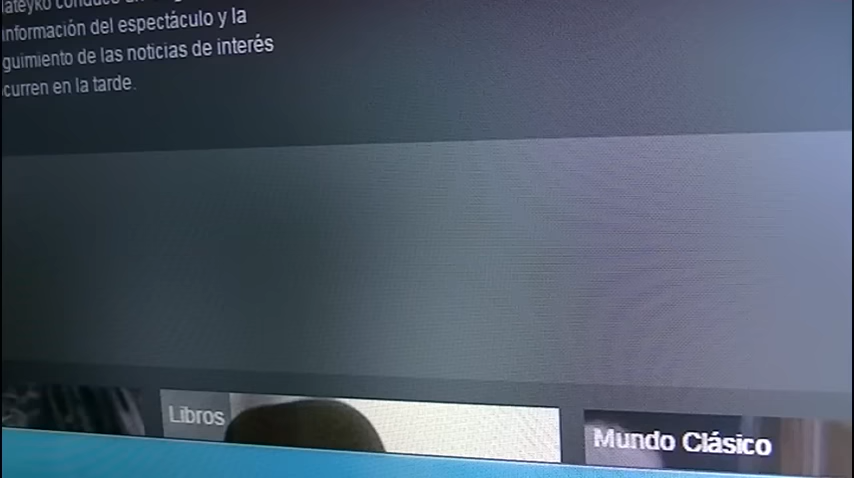 información del espectáculo y la
guimiento de las noticias de interés
curren en la tarde.
Libros
Mundo Clásico